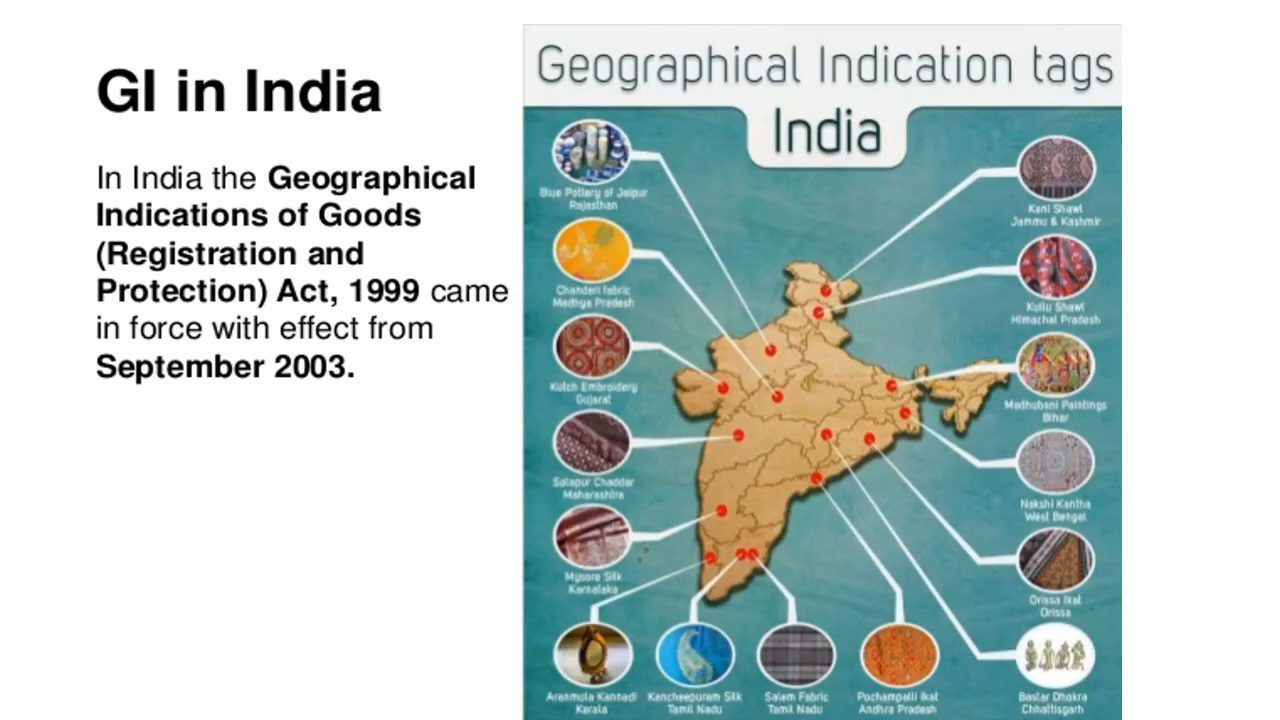 GI in India
In India the Geographical
Indications of Goods
(Registration and
Protection) Act, 1999 came
in force with effect from
September 2003.
Geographical Indication tags
India
Blue Pottery of Jaipur
Rajasthan
Chanderi fabric
Madhya Pradesh
Kutch Embroidery
Gujarat
Solapur Chaddar
Maharashtra
Mysore Silk
Karnataka
Aranmula Kannadi
Kerala
Kancheepuram Silk
Tamil Nadu
Salem Fabric
Tamil Nadu
Pochampalli Ikat
Andhra Pradesh
Kani Shawl
Jammu & Kashmir
Kullu Shawl
Himachal Pradesh
Madhubani Paintings
Bihar
Nakshi Kantha
West Bengal
Orissa Ikat
Orissa
Bastar Dhokra
Chhattisgarh